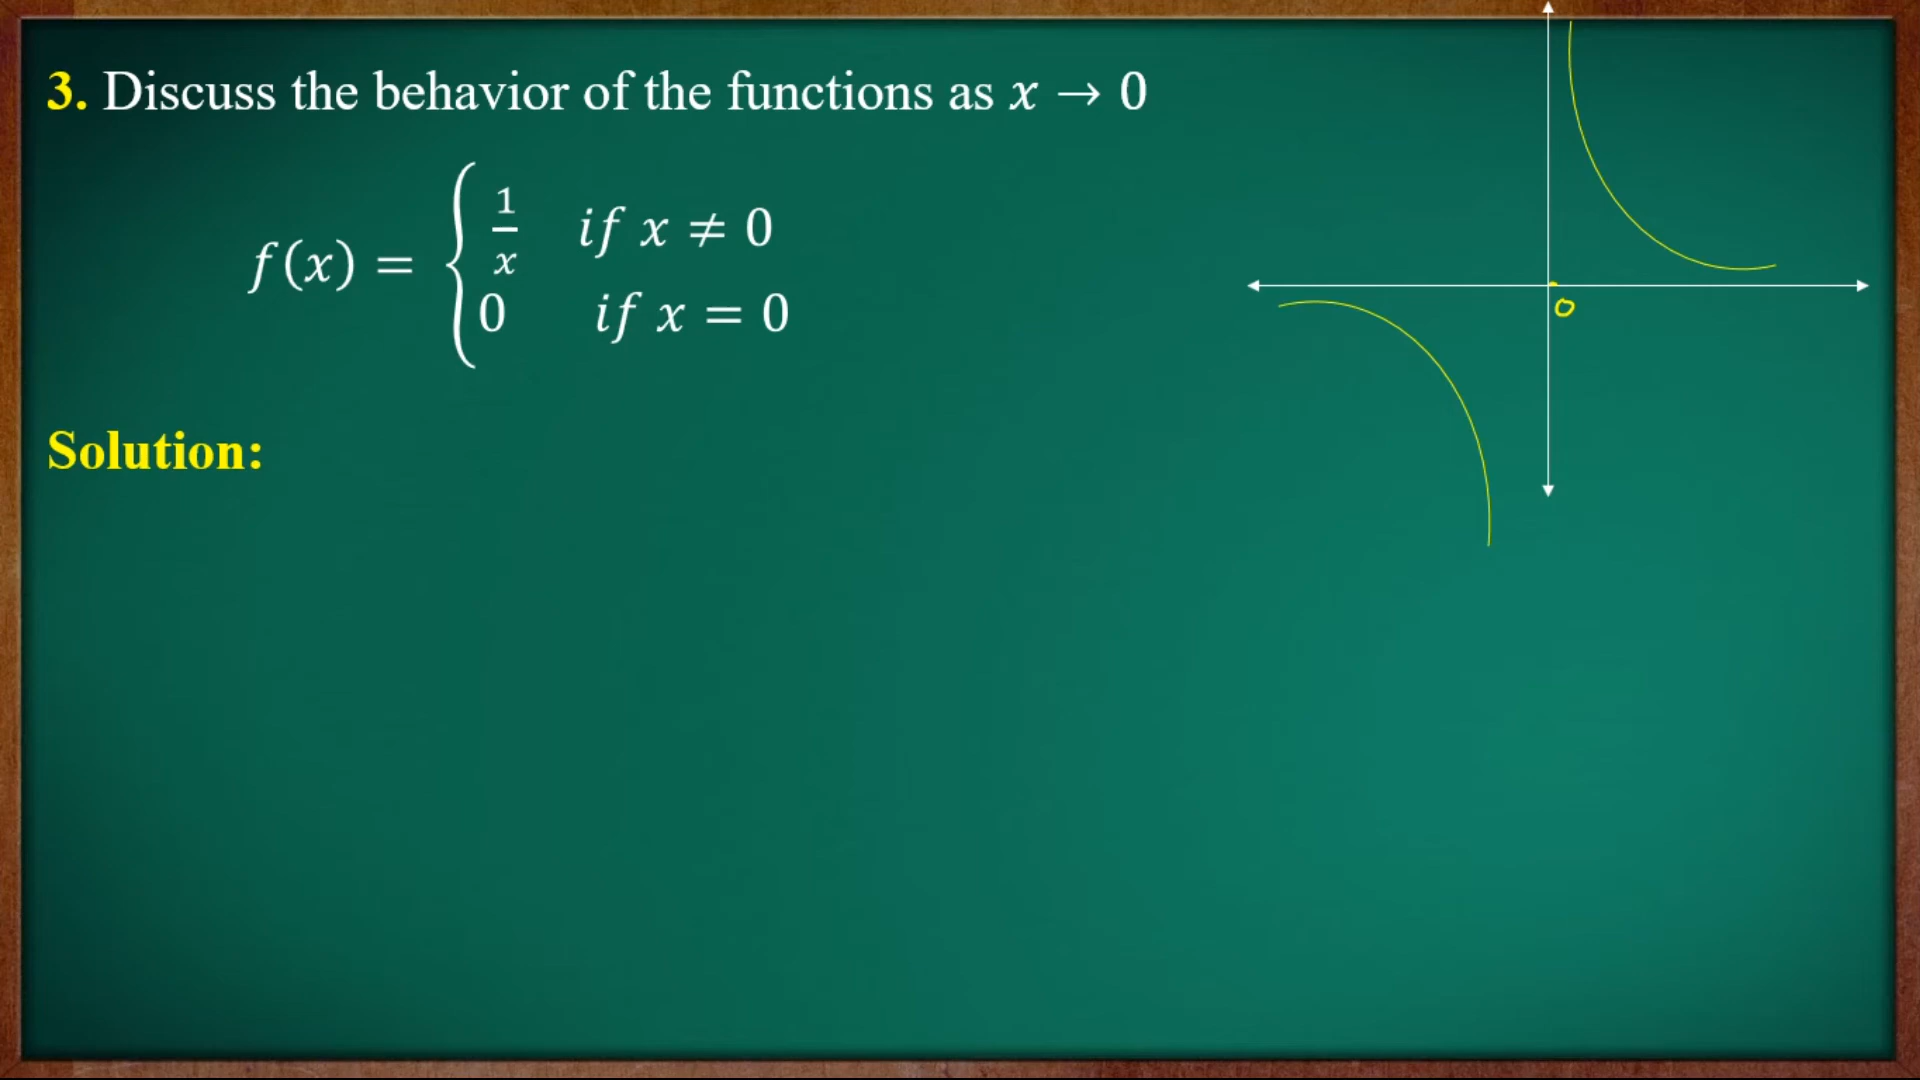 3. Discuss the behavior of the functions as 𝑥 → 0
𝑓(𝑥) = { 1/𝑥 𝑖𝑓 𝑥 ≠ 0
0 𝑖𝑓 𝑥 = 0
0
Solution: